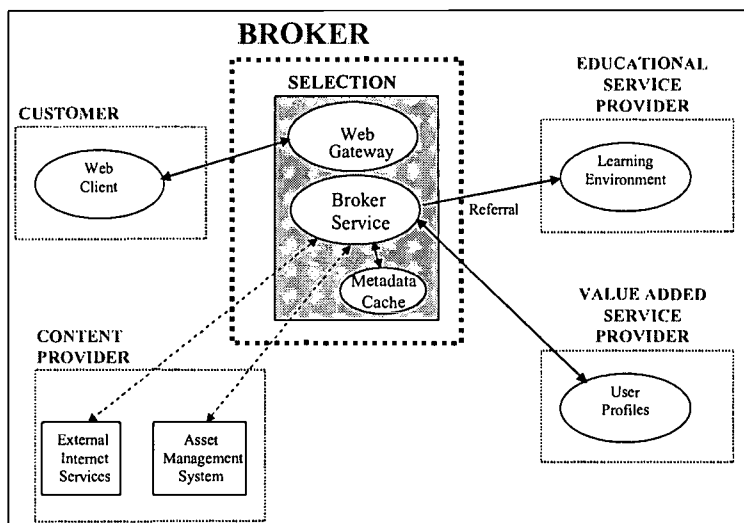 BROKER
SELECTION
Web
Gateway
Broker
Service
Metadata
Cache
CUSTOMER
Web
Client
EDUCATIONAL
SERVICE
PROVIDER
Learning
Environment
Referral
VALUE ADDED
SERVICE
PROVIDER
User
Profiles
CONTENT
PROVIDER
External
Internet
Services
Asset
Management
System